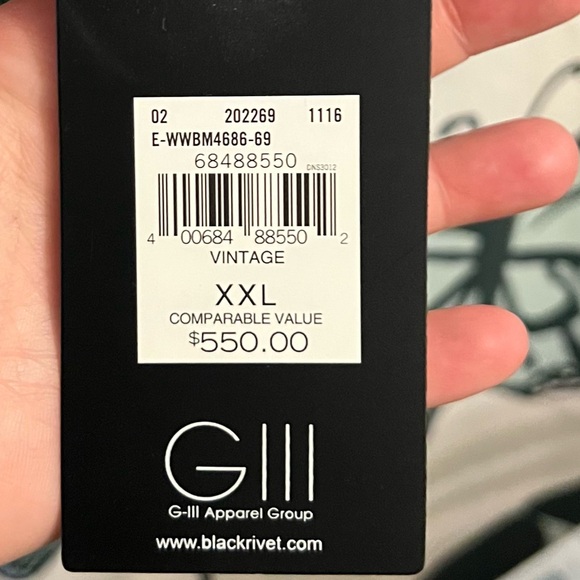 02 202269 1116
E-WWBM4686-69
68488550
DNS3012
4 00684 88550 2
VINTAGE
XXL
COMPARABLE VALUE
$550.00
GIII
G-III Apparel Group
www.blackrivet.com